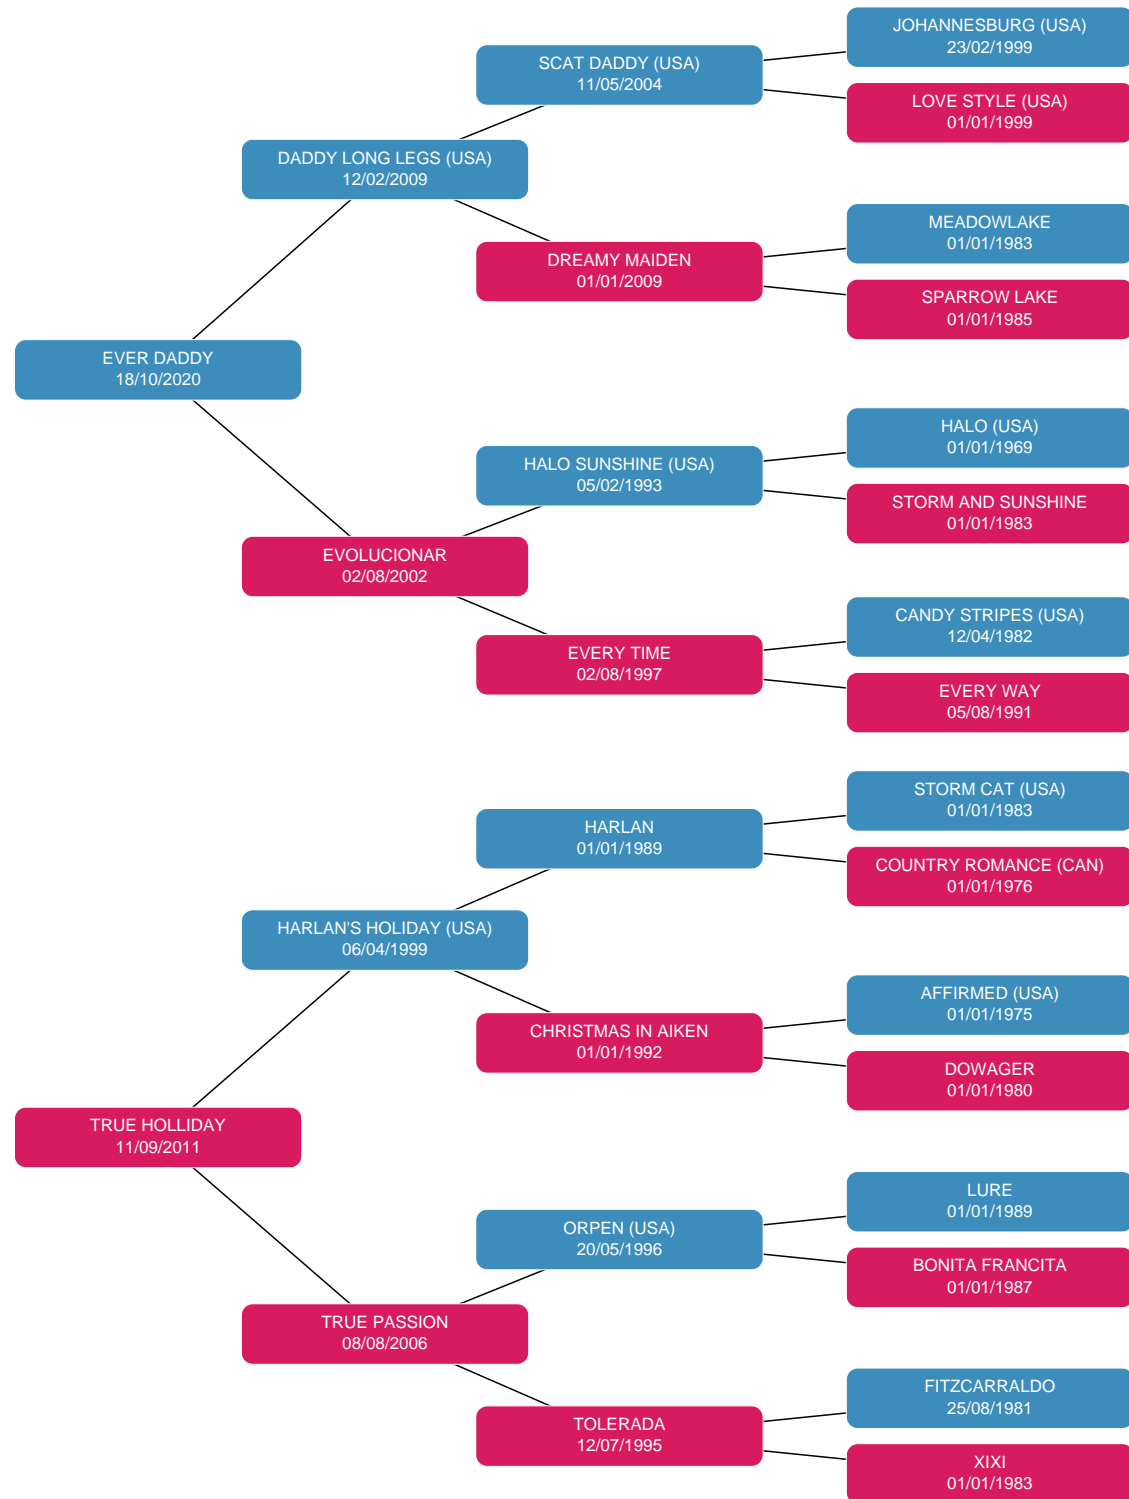 JOHANNESBURG (USA)
23/02/1999
SCAT DADDY (USA)
11/05/2004
LOVE STYLE (USA)
01/01/1999
DADDY LONG LEGS (USA)
12/02/2009
MEADOWLAKE
01/01/1983
DREAMY MAIDEN
01/01/2009
SPARROW LAKE
01/01/1985
EVER DADDY
18/10/2020
HALO (USA)
01/01/1969
HALO SUNSHINE (USA)
05/02/1993
STORM AND SUNSHINE
01/01/1983
EVOLUCIONAR
02/08/2002
CANDY STRIPES (USA)
12/04/1982
EVERY TIME
02/08/1997
EVERY WAY
05/08/1991
STORM CAT (USA)
01/01/1983
HARLAN
01/01/1989
COUNTRY ROMANCE (CAN)
01/01/1976
HARLAN'S HOLIDAY (USA)
06/04/1999
AFFIRMED (USA)
01/01/1975
CHRISTMAS IN AIKEN
01/01/1992
DOWAGER
01/01/1980
TRUE HOLLIDAY
11/09/2011
LURE
01/01/1989
ORPEN (USA)
20/05/1996
BONITA FRANCITA
01/01/1987
TRUE PASSION
08/08/2006
FITZCARRALDO
25/08/1981
TOLERADA
12/07/1995
XIXI
01/01/1983